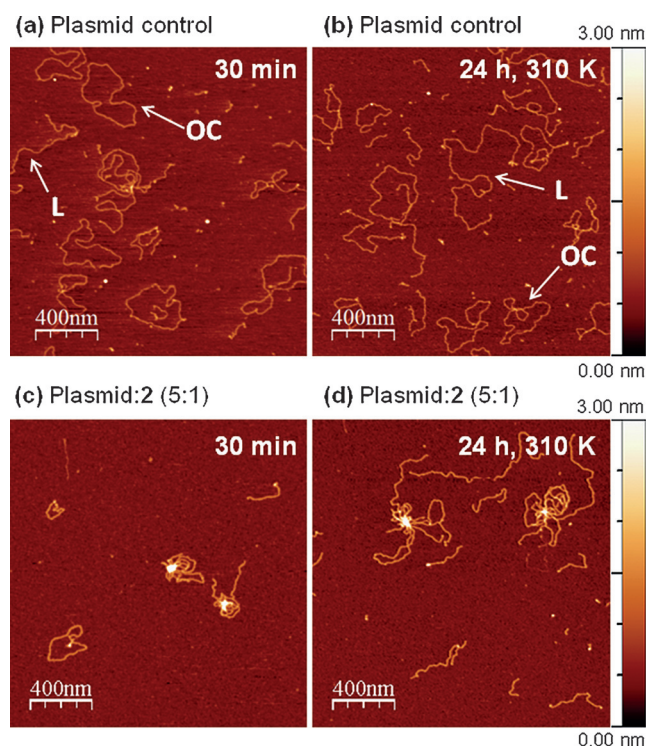 (a) Plasmid control
(b) Plasmid control
3.00 nm
30 min
24 h, 310 K
OC
L
L
OC
400nm
400nm
0.00 nm
(c) Plasmid:2 (5:1)
(d) Plasmid:2 (5:1)
3.00 nm
30 min
24 h, 310 K
400nm
400nm
0.00 nm